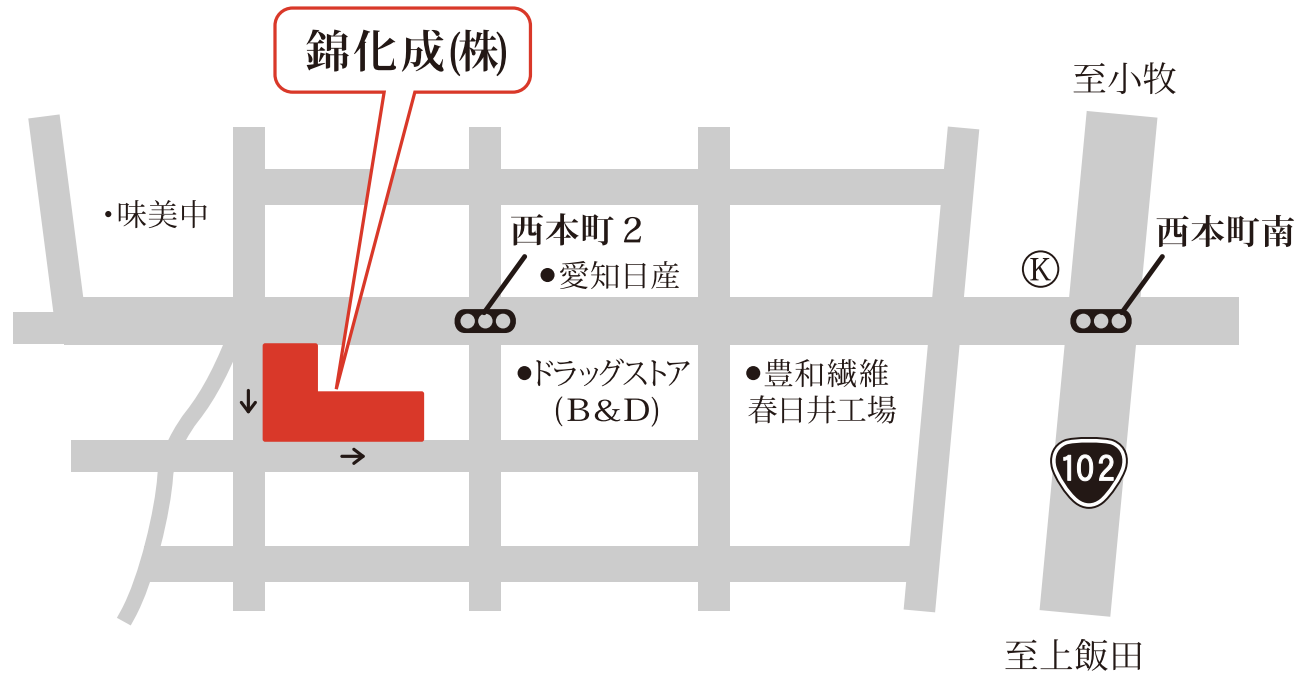 錦化成(株)
至小牧
・味美中
西本町2
西本町南
●愛知日産
Ⓚ
●ドラッグストア
(B&D)
●豊和繊維
春日井工場
102
至上飯田